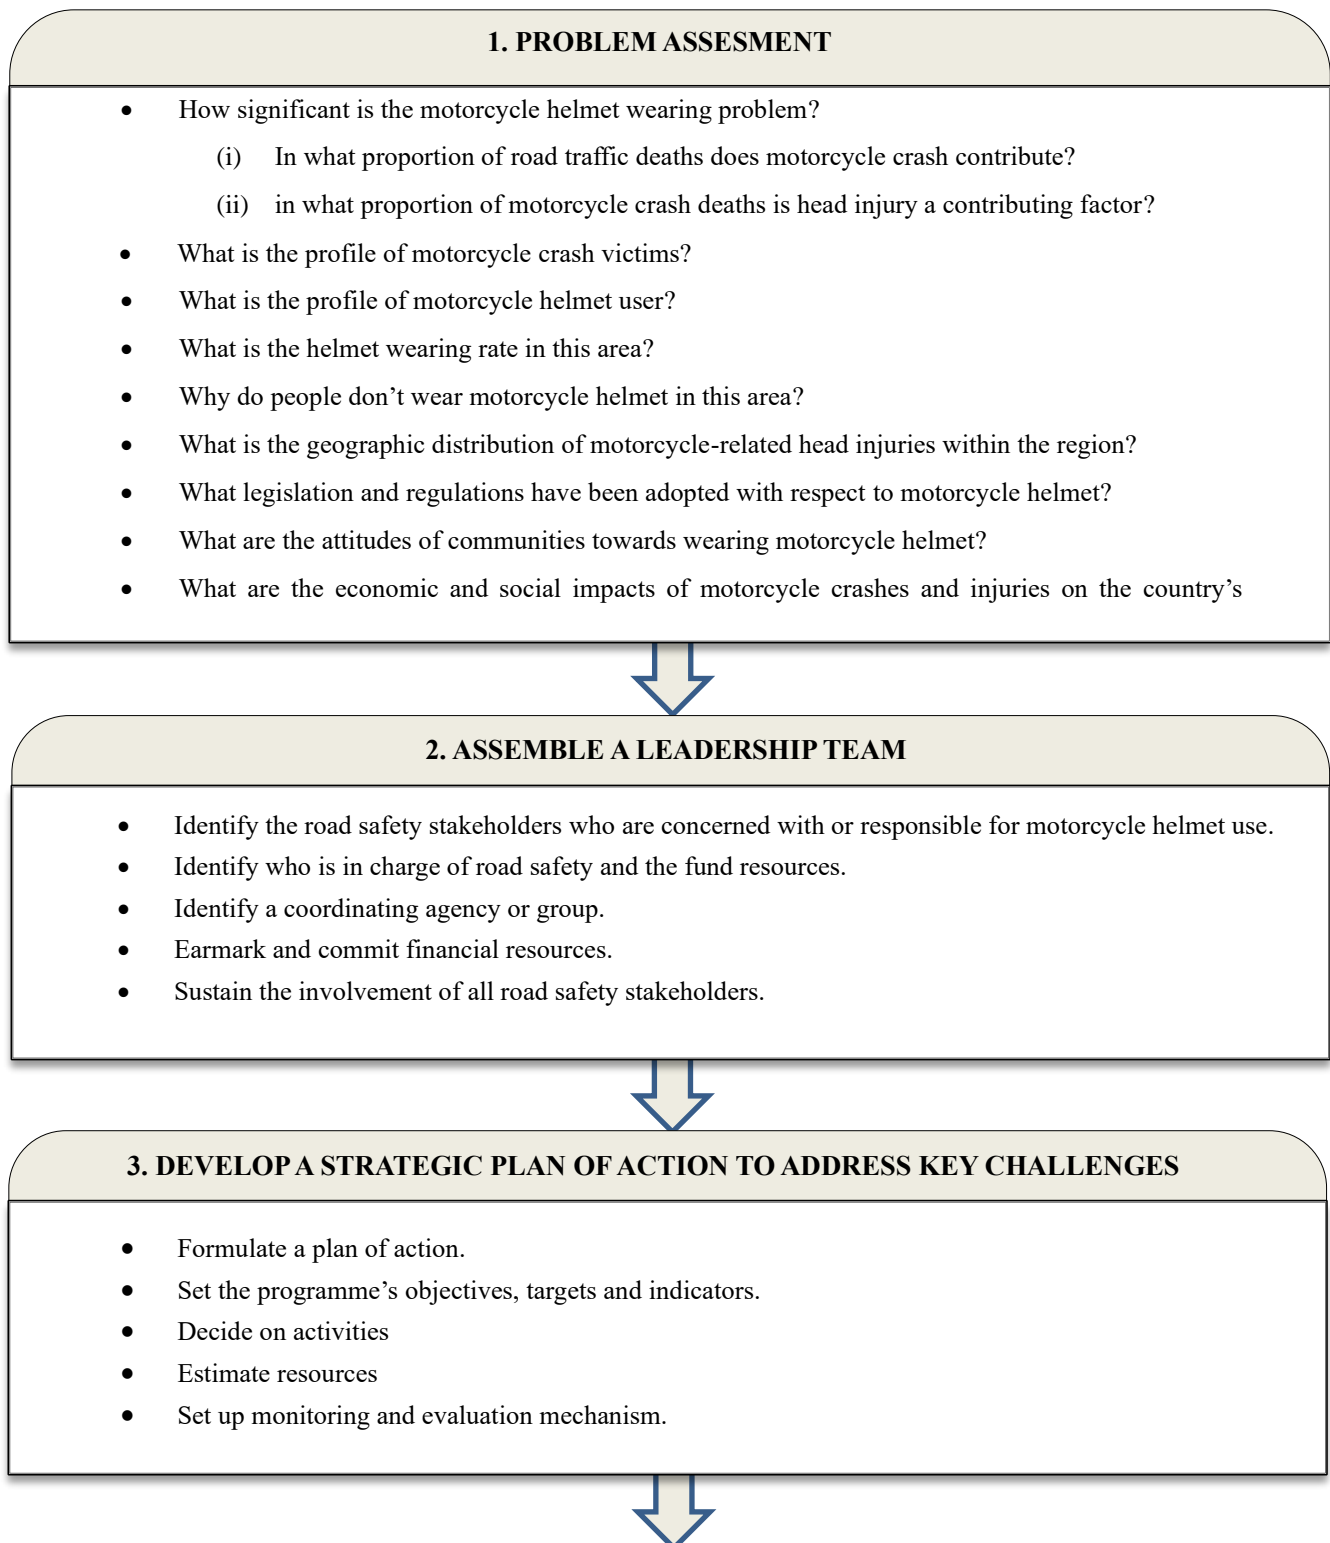 1. PROBLEM ASSESMENT
• How significant is the motorcycle helmet wearing problem?
(i) In what proportion of road traffic deaths does motorcycle crash contribute?
(ii) in what proportion of motorcycle crash deaths is head injury a contributing factor?
• What is the profile of motorcycle crash victims?
• What is the profile of motorcycle helmet user?
• What is the helmet wearing rate in this area?
• Why do people don’t wear motorcycle helmet in this area?
• What is the geographic distribution of motorcycle-related head injuries within the region?
• What legislation and regulations have been adopted with respect to motorcycle helmet?
• What are the attitudes of communities towards wearing motorcycle helmet?
• What are the economic and social impacts of motorcycle crashes and injuries on the country’s
2. ASSEMBLE A LEADERSHIP TEAM
• Identify the road safety stakeholders who are concerned with or responsible for motorcycle helmet use.
• Identify who is in charge of road safety and the fund resources.
• Identify a coordinating agency or group.
• Earmark and commit financial resources.
• Sustain the involvement of all road safety stakeholders.
3. DEVELOP A STRATEGIC PLAN OF ACTION TO ADDRESS KEY CHALLENGES
• Formulate a plan of action.
• Set the programme’s objectives, targets and indicators.
• Decide on activities
• Estimate resources
• Set up monitoring and evaluation mechanism.